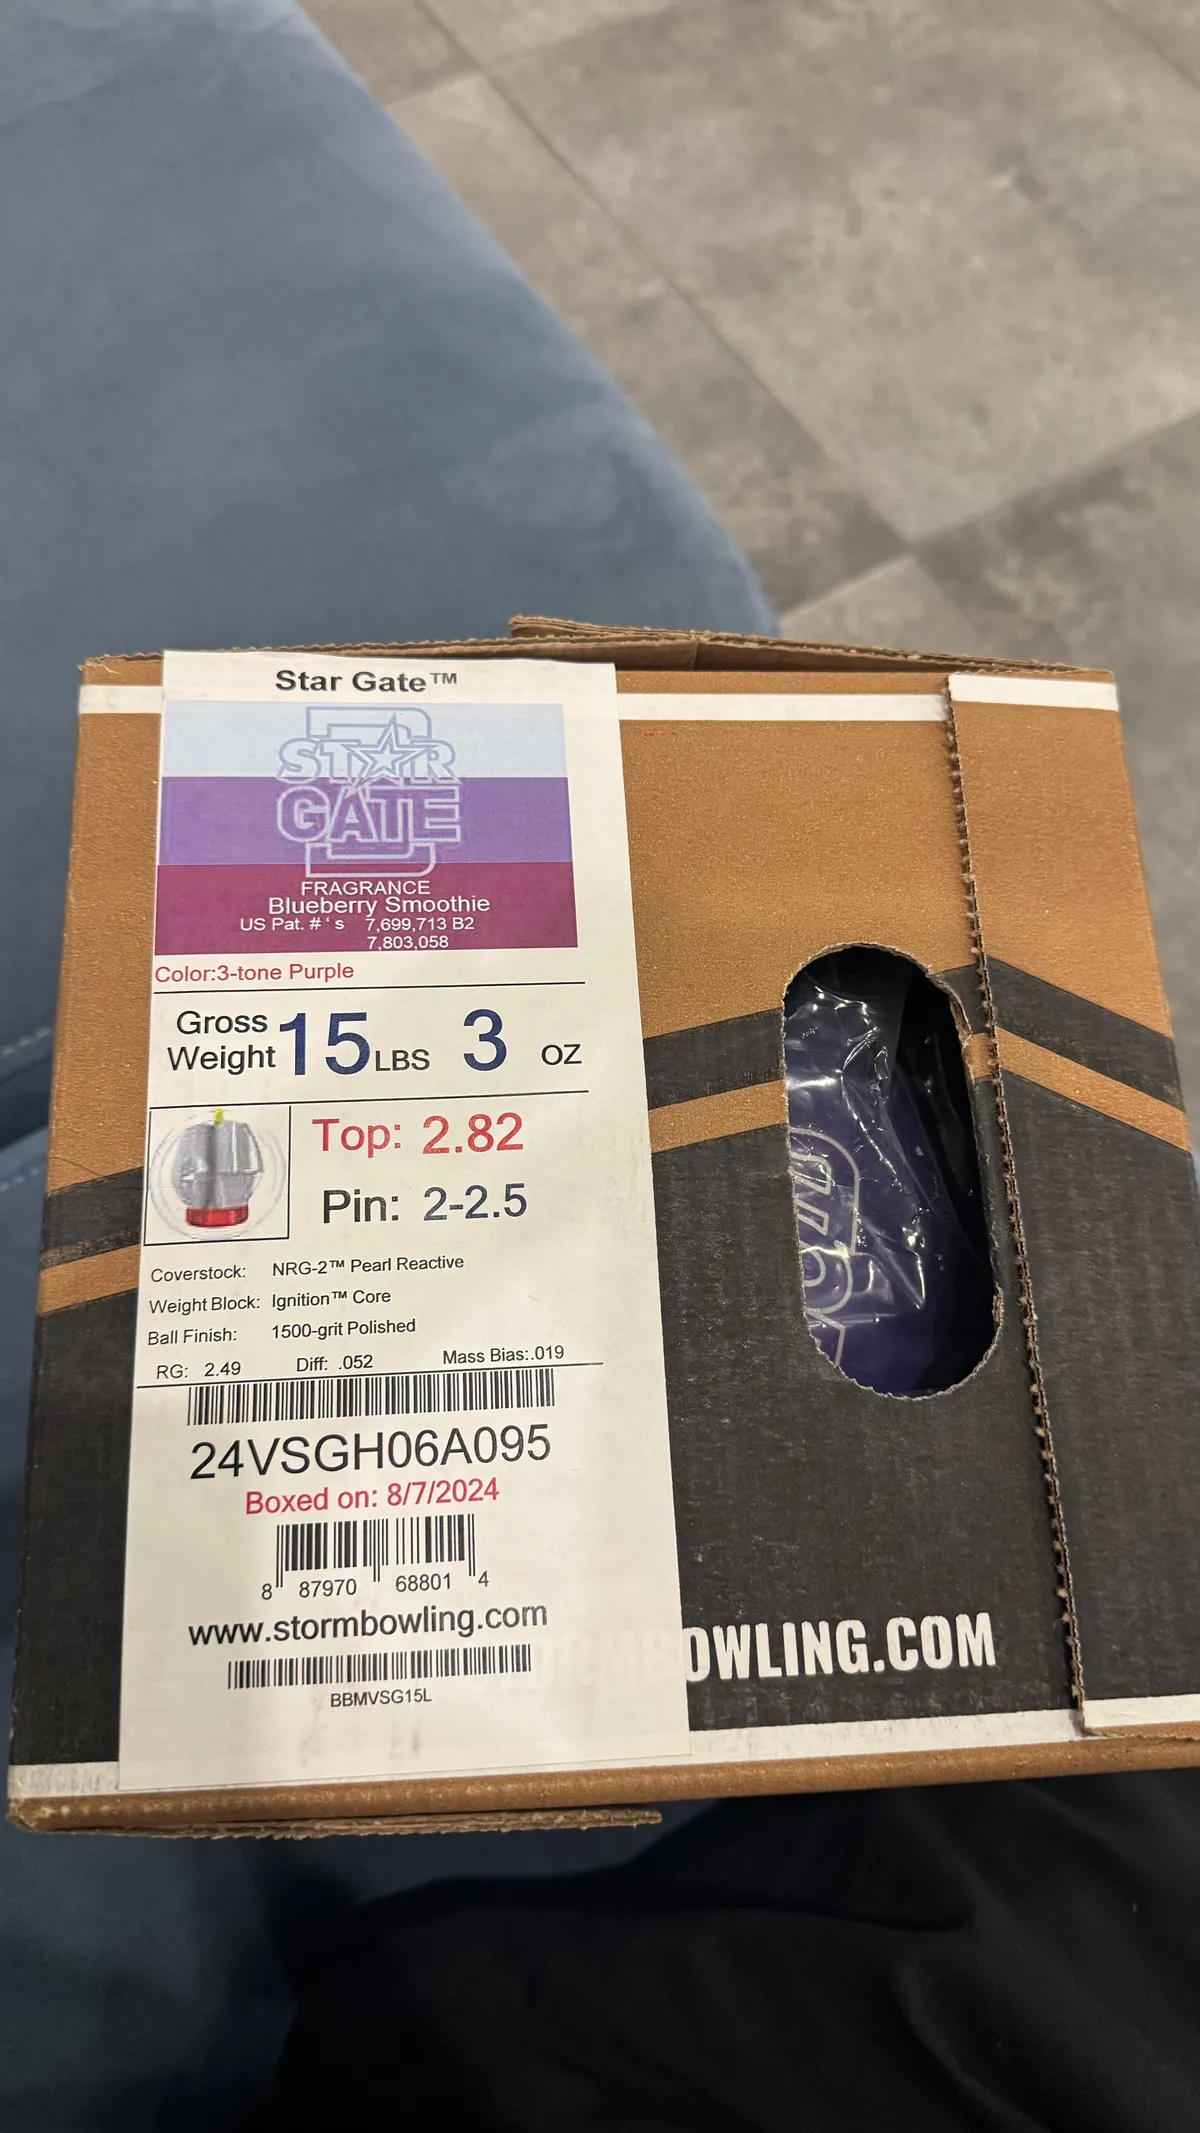 Star Gate™
STAR
GATE
FRAGRANCE
Blueberry Smoothie
US Pat. #'s 7,699,713 B2
7,803,058
Color:3-tone Purple
Gross Weight 15 LBS 3 OZ
Top: 2.82
Pin: 2-2.5
Coverstock: NRG-2™ Pearl Reactive
Weight Block: Ignition™ Core
Ball Finish: 1500-grit Polished
RG: 2.49 Diff: .052 Mass Bias:.019
24VSGH06A095
Boxed on: 8/7/2024
8 87970 68801 4
www.stormbowling.com
BBMVSG15L
STORMBOWLING.COM